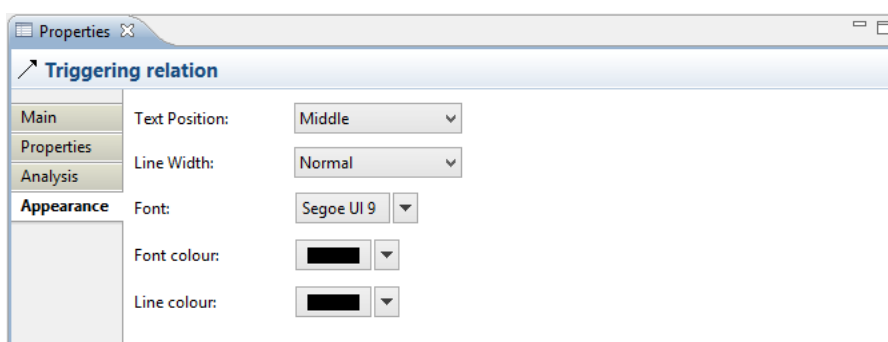 Properties
Triggering relation
Main
Properties
Analysis
Appearance
Text Position:
Middle
Line Width:
Normal
Font:
Segoe UI 9
Font colour:
Line colour: